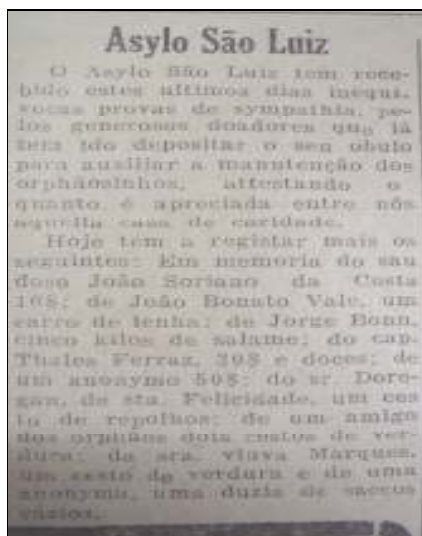 Asylo São Luiz
O Asylo São Luiz tem rece-
bido estes ultimos dias inequi-
vocas provas de sympathia, pe-
los generosos doadores que lá
tem ido depositar o seu obulo
para auxiliar a manutenção dos
orphãosinhos, attestando o
quanto é apreciada entre nós
aquella casa de caridade.
Hoje tem a registar mais os
seguintes: Em memoria do sau
doso João Soriano da Costa
10$; de João Bonato Vale, um
carro de lenha; de Jorge Bonn,
cinco kilos de salame; do cap.
Thales Ferraz, 20$ e doces; de
um anonymo 50$; do sr. Doro-
gan, de sta. Felicidade, um ces
to de repolhos; de um amigo
dos orphãos dois cestos de ver-
dura; da sra. viuva Marques,
um cesto de verdura e de uma
anonyma, uma duzia de saccos
vazios.